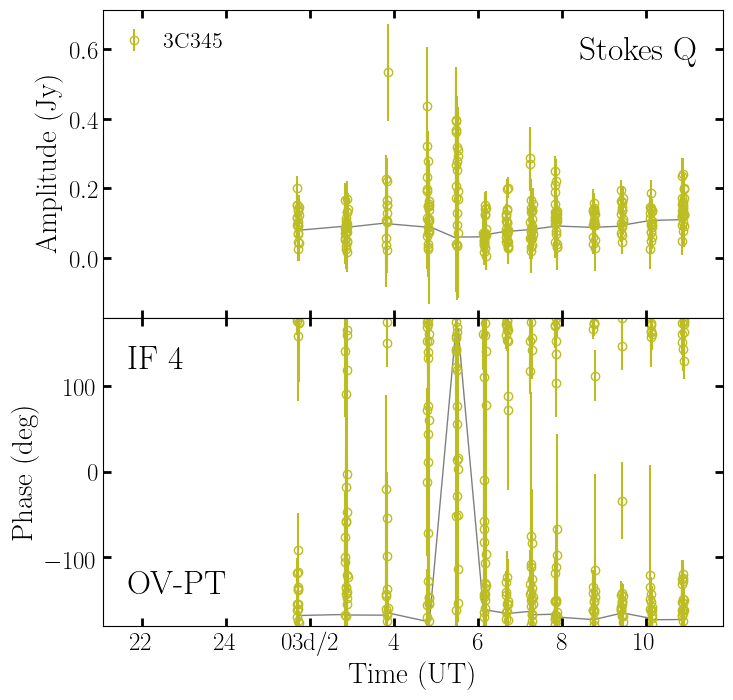 3C345
Stokes Q
0.6
0.4
0.2
0.0
Amplitude (Jy)
IF 4
100
0
−100
Phase (deg)
OV-PT
22 24 03d/2 4 6 8 10
Time (UT)